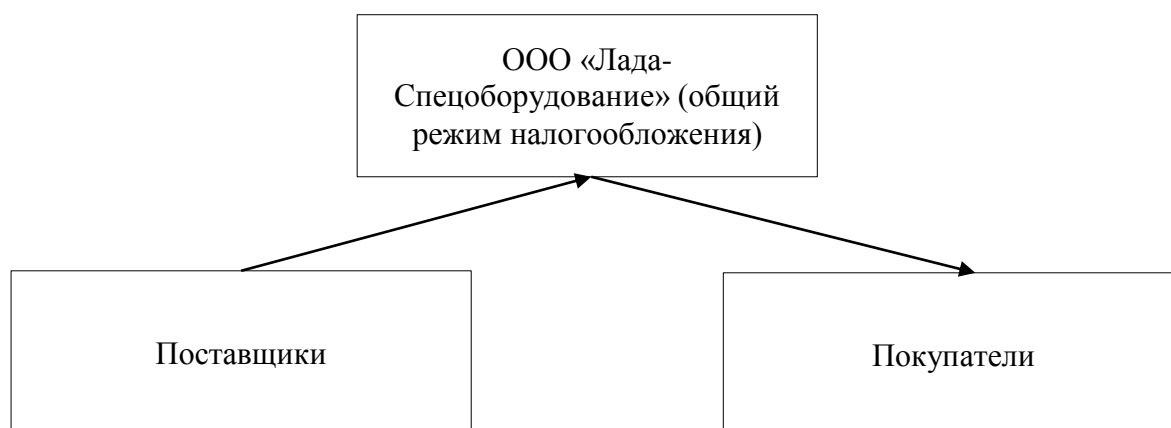 ООО «Лада-
Спецоборудование» (общий
режим налогообложения)
Поставщики
Покупатели